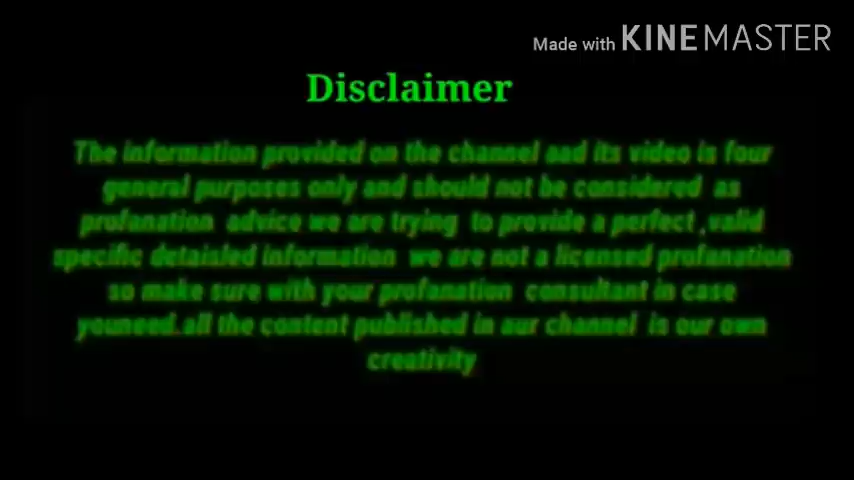 Made with KINEMASTER
Disclaimer
The information provided on the channel aad its video is four
general purposes only and should not be considered as
profanation advice we are trying to provide a perfect ,valid
specific detaialed information we are not a licensed profanation
so make sure with your profanation consultant in case
youneed.all the content published in aur channel is our own
creativity